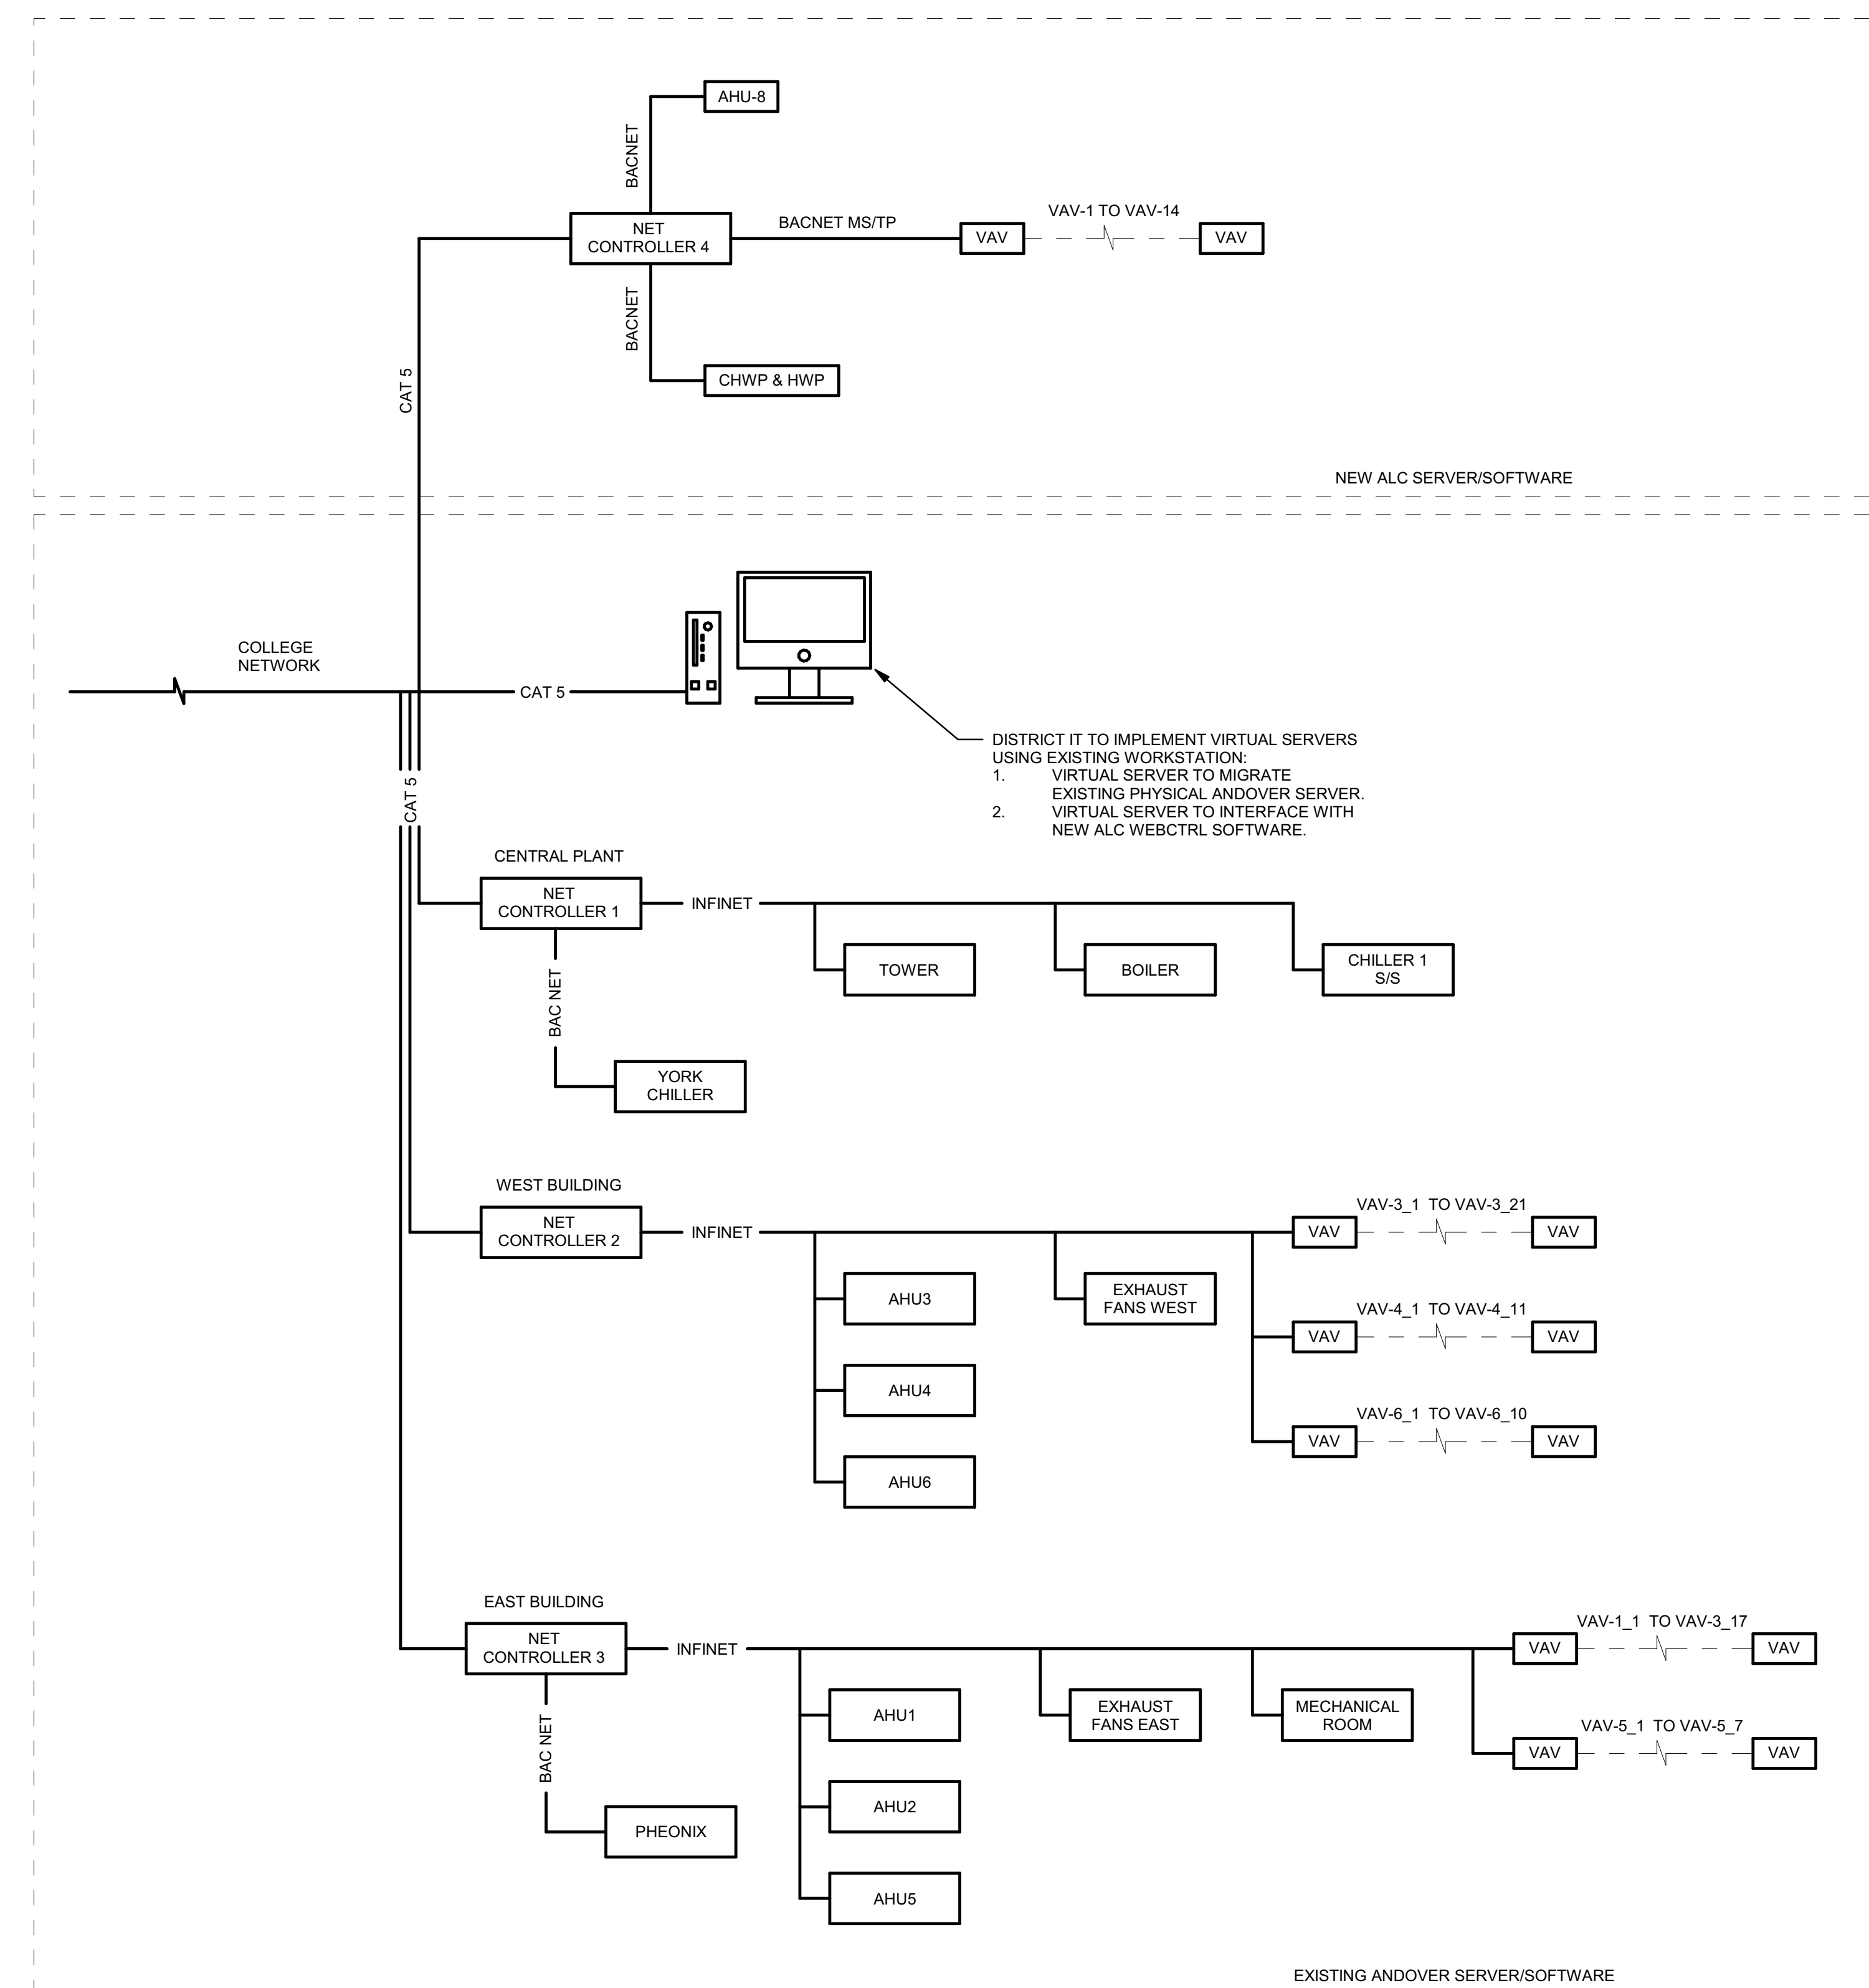 AHU-8
BACNET
NET
CONTROLLER 4
BACNET MS/TP
VAV
VAV-1 TO VAV-14
VAV
BACNET
CHWP & HWP
CAT 5
NEW ALC SERVER/SOFTWARE
COLLEGE
NETWORK
CAT 5
DISTRICT IT TO IMPLEMENT VIRTUAL SERVERS
USING EXISTING WORKSTATION:
1. VIRTUAL SERVER TO MIGRATE
EXISTING PHYSICAL ANDOVER SERVER.
2. VIRTUAL SERVER TO INTERFACE WITH
NEW ALC WEBCTRL SOFTWARE.
CAT 5
CENTRAL PLANT
NET
CONTROLLER 1
INFINET
TOWER
BOILER
CHILLER 1
S/S
BAC NET
YORK
CHILLER
WEST BUILDING
NET
CONTROLLER 2
INFINET
VAV-3_1 TO VAV-3_21
VAV
VAV
AHU3
EXHAUST
FANS WEST
VAV-4_1 TO VAV-4_11
VAV
VAV
AHU4
VAV-6_1 TO VAV-6_10
VAV
VAV
AHU6
EAST BUILDING
NET
CONTROLLER 3
INFINET
VAV-1_1 TO VAV-3_17
VAV
VAV
AHU1
EXHAUST
FANS EAST
MECHANICAL
ROOM
VAV-5_1 TO VAV-5_7
VAV
VAV
BAC NET
AHU2
PHEONIX
AHU5
EXISTING ANDOVER SERVER/SOFTWARE